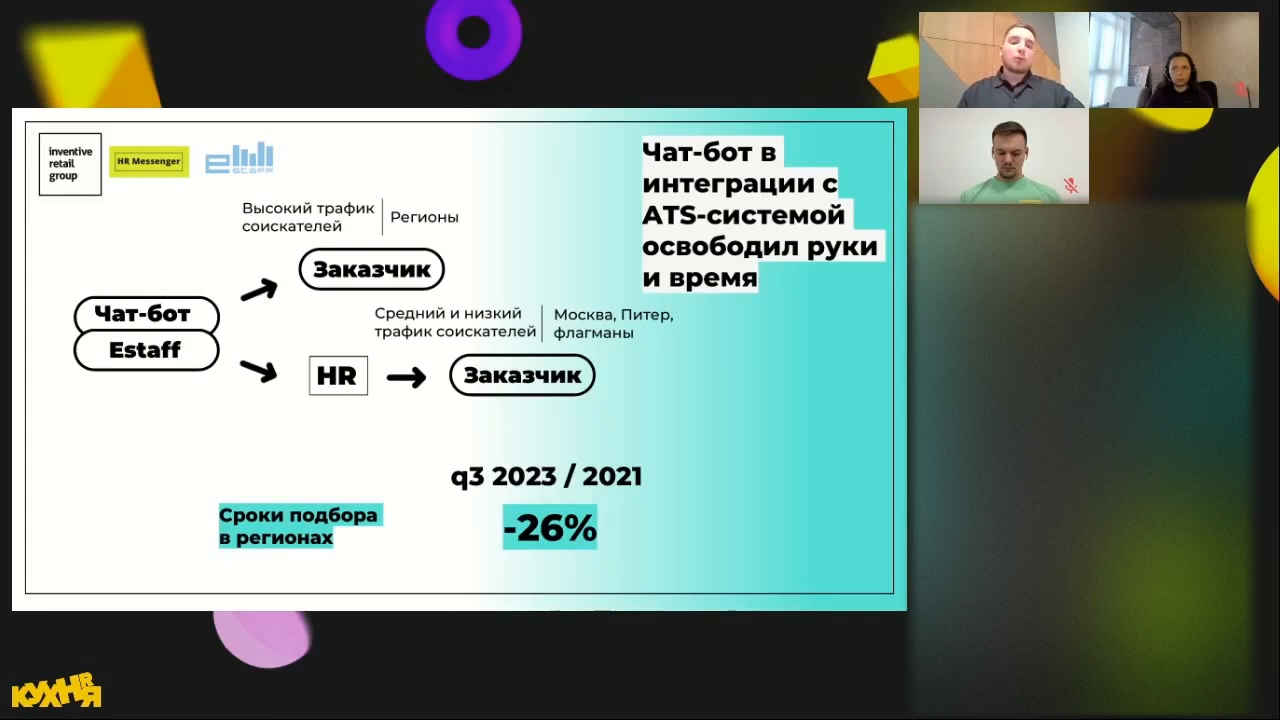 inventive
retail
group
HR Messenger
e staff
Чат-бот в
интеграции с
ATS-системой
освободил руки
и время
Высокий трафик
соискателей
Регионы
Заказчик
Чат-бот
Estaff
Средний и низкий
трафик соискателей
Москва, Питер,
флагманы
HR
Заказчик
q3 2023 / 2021
Сроки подбора
в регионах
-26%
КУХНЯ
HR